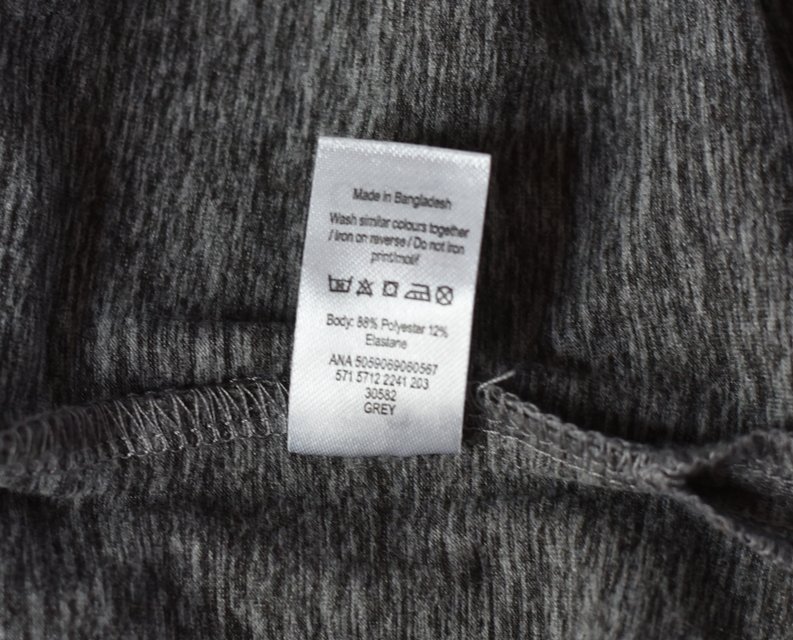 Made in Bangladesh
Wash similar colours together
/ Iron on reverse / Do not iron
print/motif
Body: 88% Polyester 12%
Elastane
ANA 5059069060567
571 5712 2241 203
30582
GREY